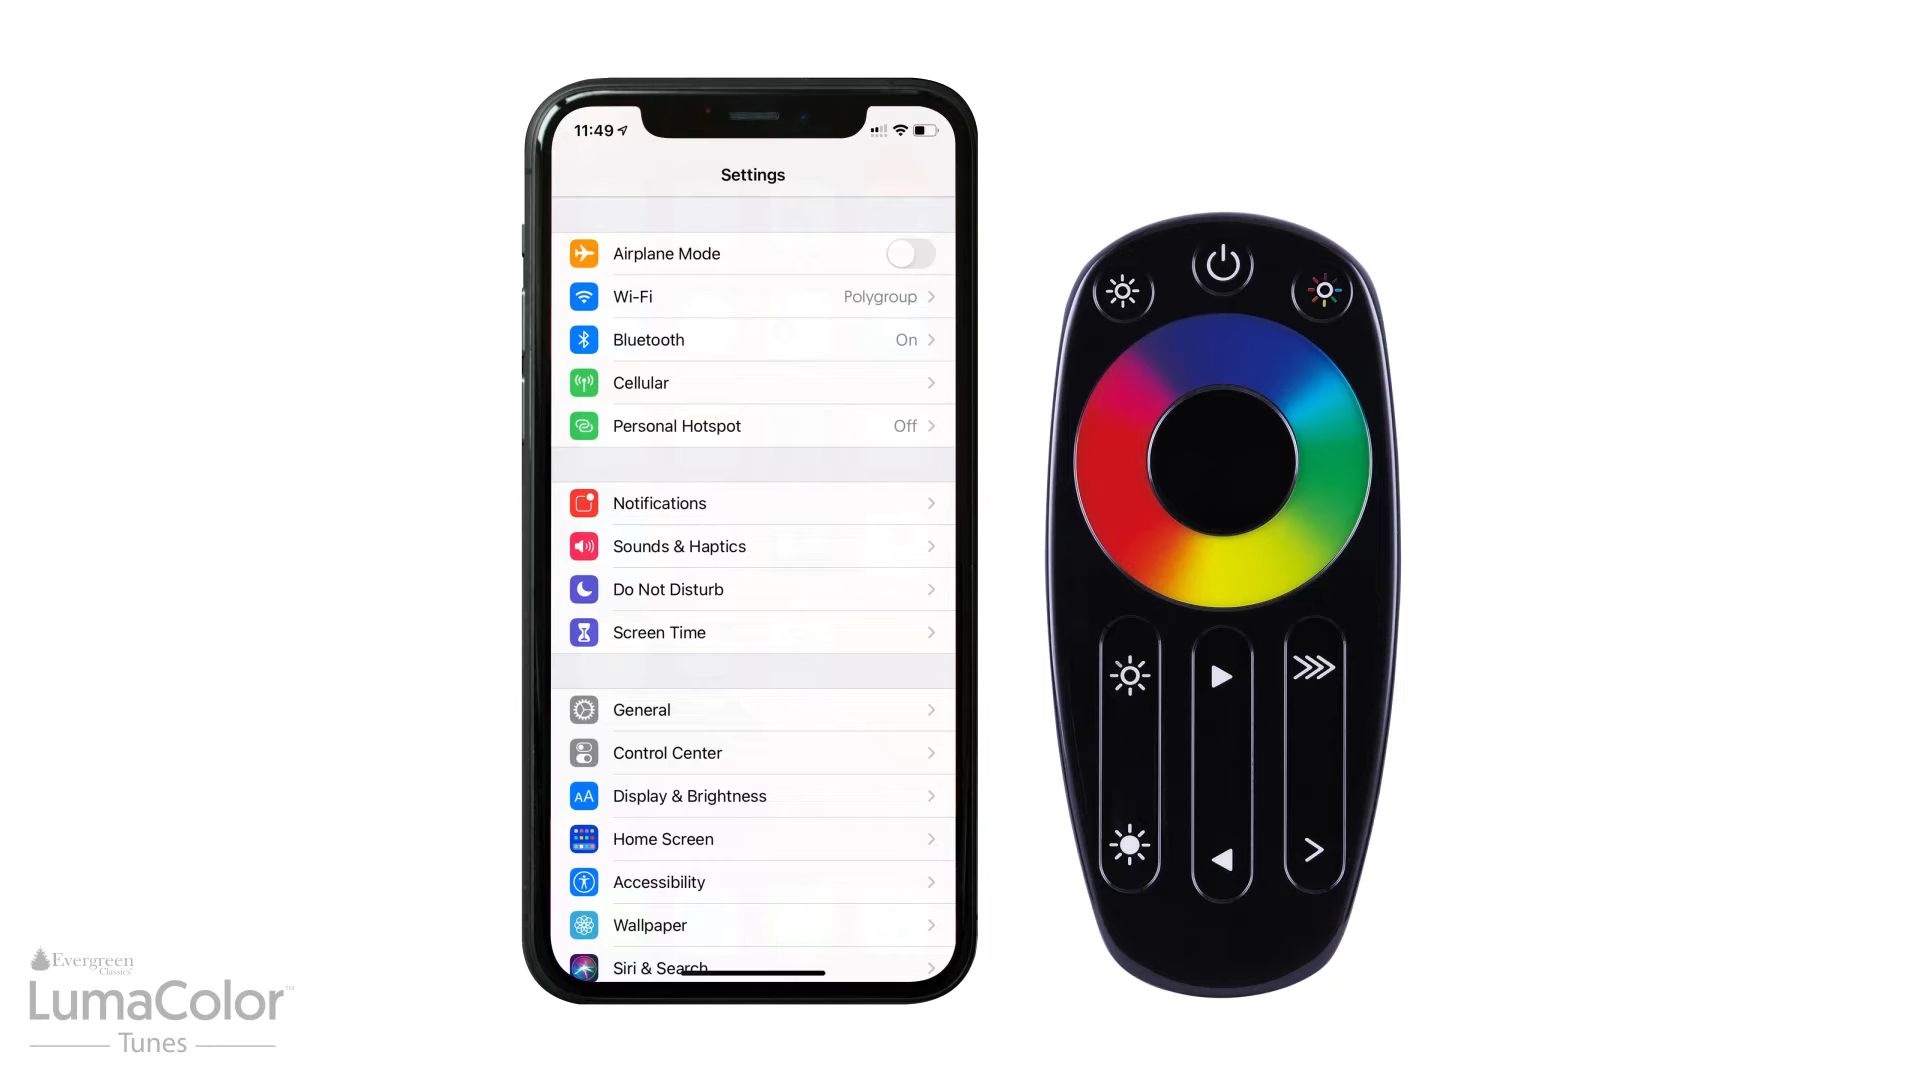 11:49
Settings
Airplane Mode
Wi-Fi Polygroup
Bluetooth On
Cellular
Personal Hotspot Off
Notifications
Sounds & Haptics
Do Not Disturb
Screen Time
General
Control Center
AA Display & Brightness
Home Screen
Accessibility
Wallpaper
Siri & Search
Evergreen
Classics
LumaColor™
Tunes